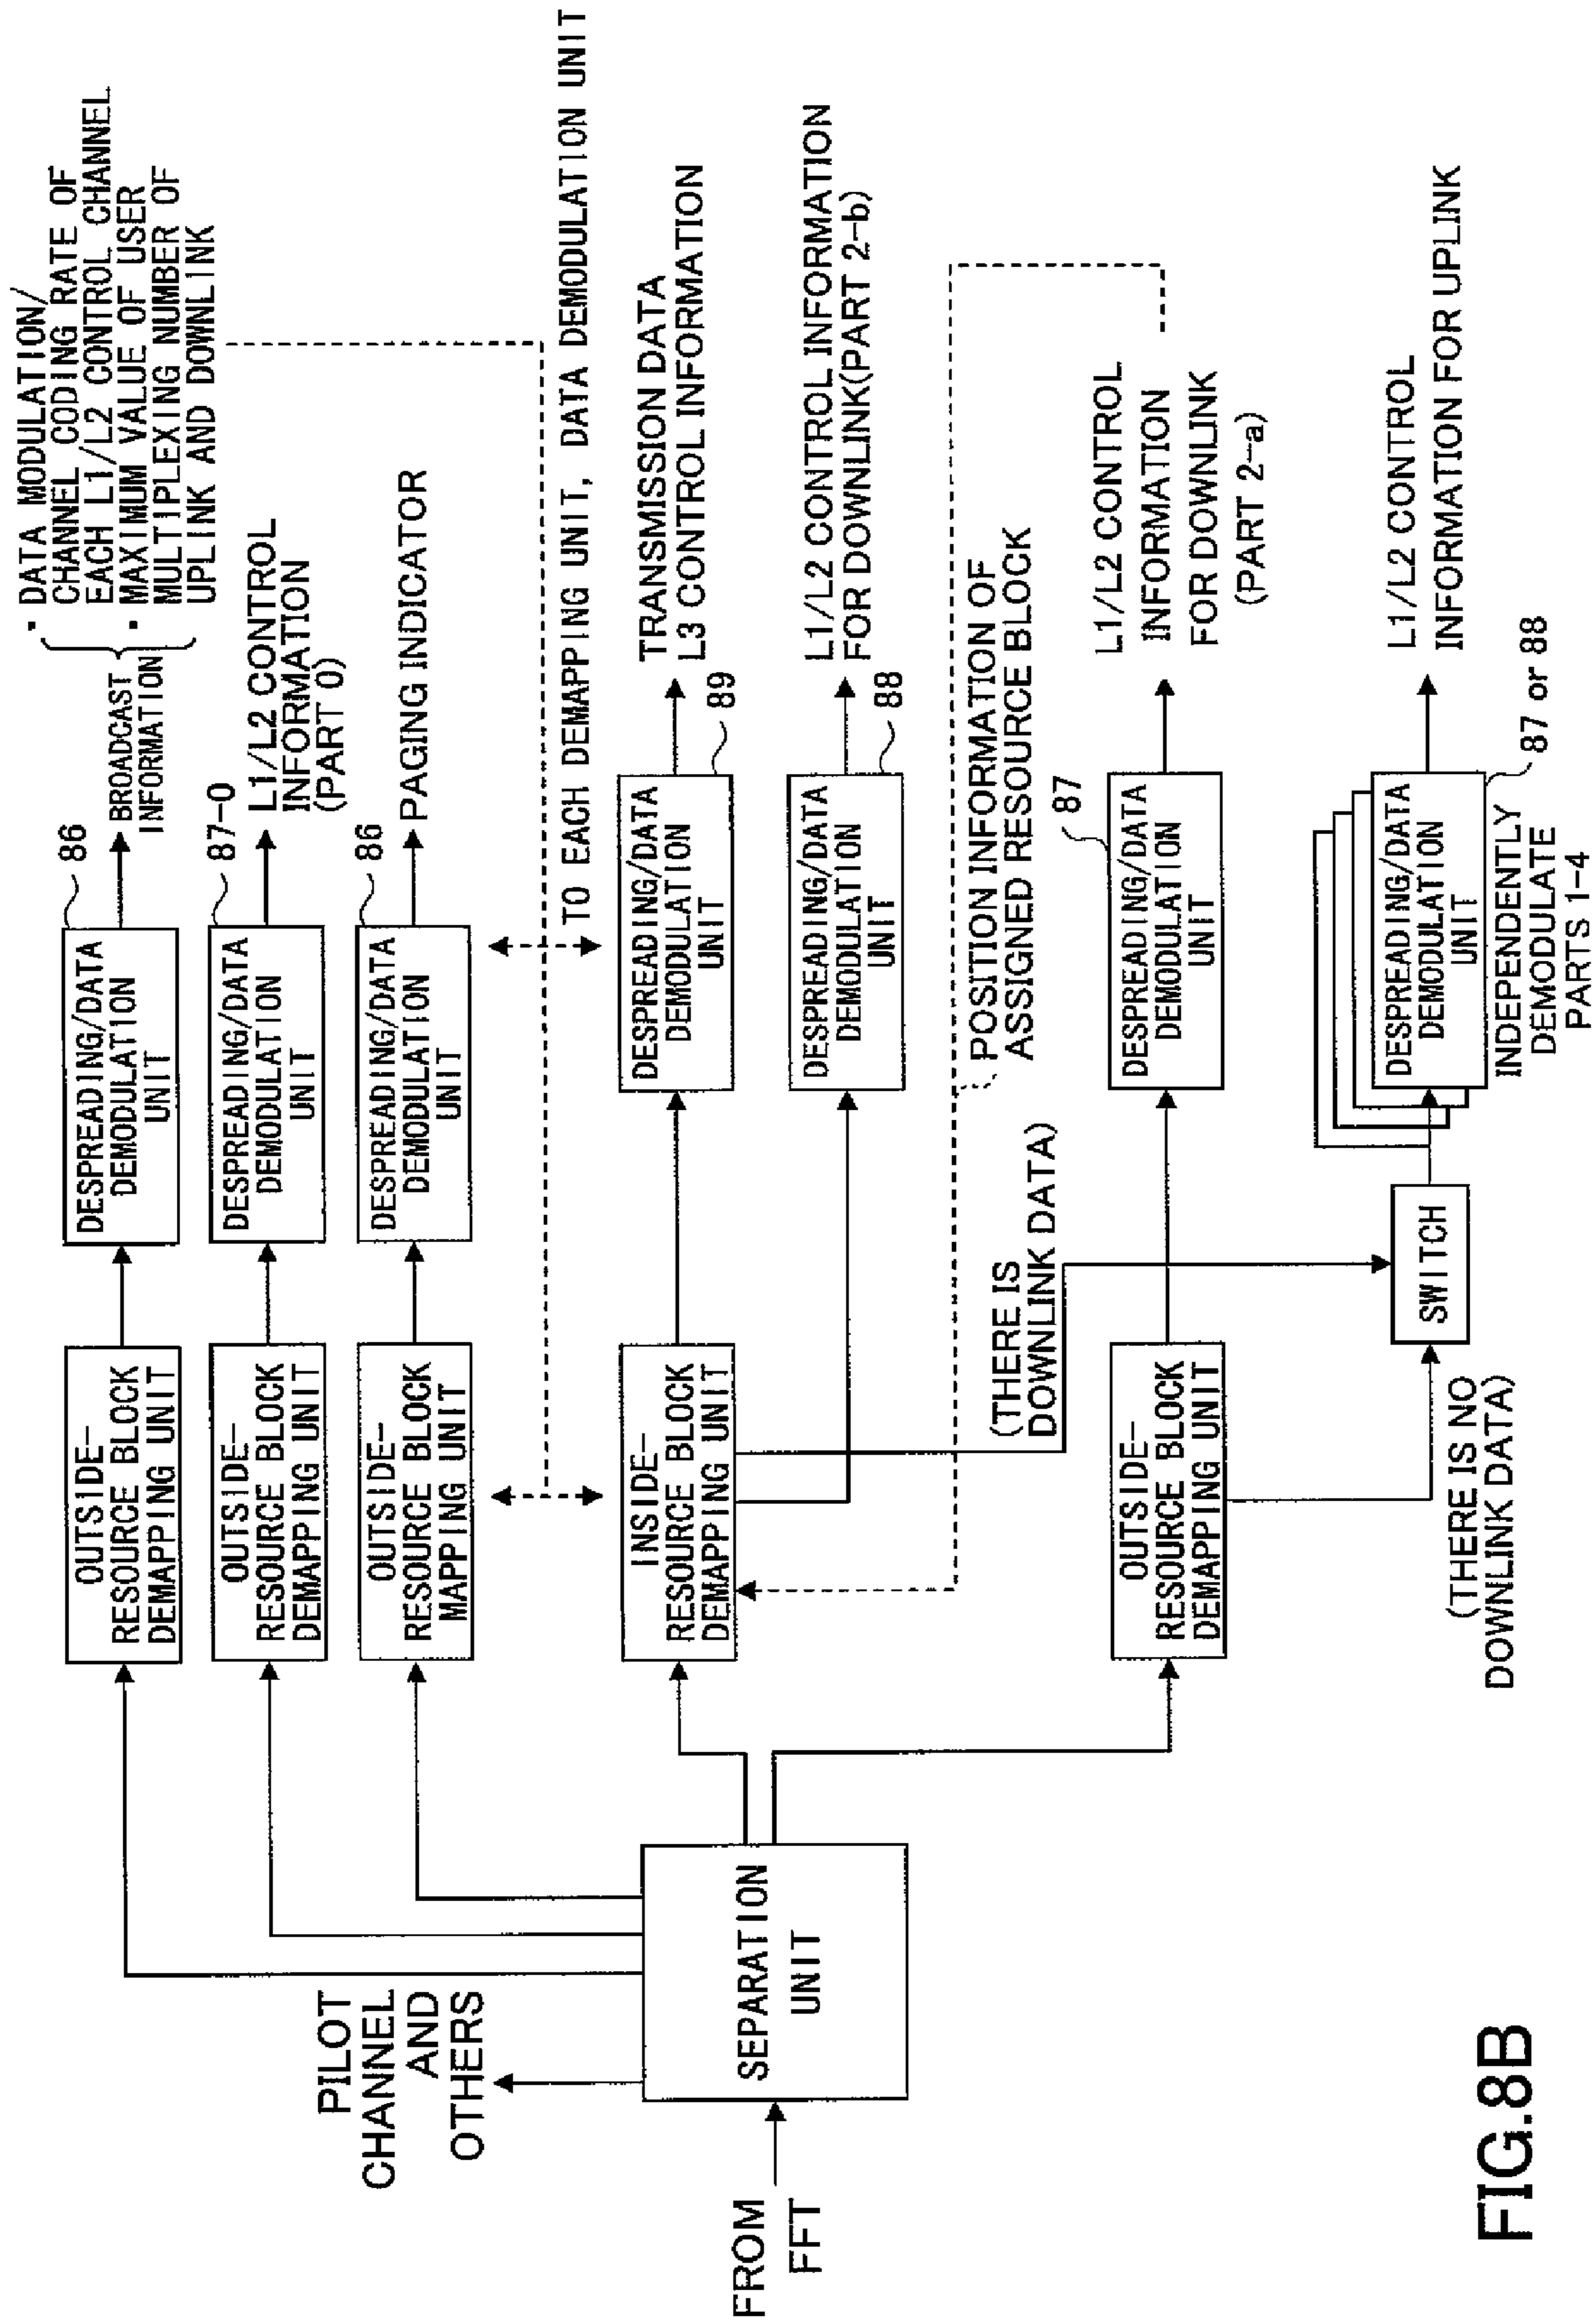 · DATA MODULATION/
CHANNEL CODING RATE OF
EACH L1/L2 CONTROL CHANNEL
· MAXIMUM VALUE OF USER
MULTIPLEXING NUMBER OF
UPLINK AND DOWNLINK
BROADCAST
INFORMATION
86
DESPREADING/DATA
DEMODULATION
UNIT
OUTSIDE-
RESOURCE BLOCK
DEMAPPING UNIT
L1/L2 CONTROL
INFORMATION
(PART 0)
87-0
DESPREADING/DATA
DEMODULATION
UNIT
OUTSIDE-
RESOURCE BLOCK
DEMAPPING UNIT
PAGING INDICATOR
86
DESPREADING/DATA
DEMODULATION
UNIT
OUTSIDE-
RESOURCE BLOCK
MAPPING UNIT
PILOT
CHANNEL
AND
OTHERS
TO EACH DEMAPPING UNIT, DATA DEMODULATION UNIT
TRANSMISSION DATA
L3 CONTROL INFORMATION
89
DESPREADING/DATA
DEMODULATION
UNIT
INSIDE-
RESOURCE BLOCK
DEMAPPING UNIT
SEPARATION
UNIT
FROM
FFT
L1/L2 CONTROL INFORMATION
FOR DOWNLINK(PART 2-b)
88
DESPREADING/DATA
DEMODULATION
UNIT
POSITION INFORMATION OF
ASSIGNED RESOURCE BLOCK
(THERE IS
DOWNLINK DATA)
L1/L2 CONTROL
INFORMATION
FOR DOWNLINK
(PART 2-a)
87
DESPREADING/DATA
DEMODULATION
UNIT
OUTSIDE-
RESOURCE BLOCK
DEMAPPING UNIT
L1/L2 CONTROL
INFORMATION FOR UPLINK
87 or 88
DESPREADING/DATA
DEMODULATION
UNIT
INDEPENDENTLY
DEMODULATE
PARTS 1-4
SWITCH
(THERE IS NO
DOWNLINK DATA)
FIG.8B